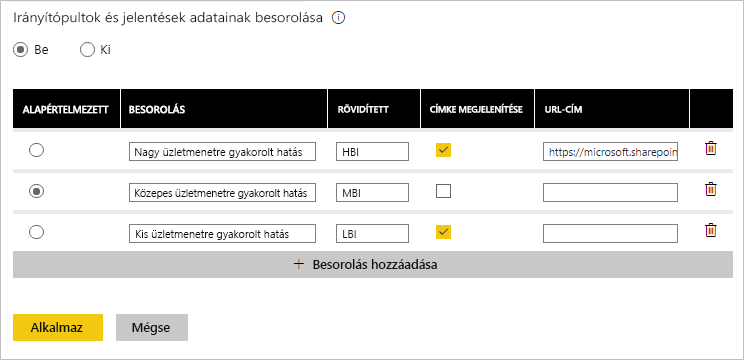 Irányítópultok és jelentések adatainak besorolása
Be Ki
ALAPÉRTELMEZETT BESOROLÁS RÖVIDÍTETT CÍMKE MEGJELENÍTÉSE URL-CÍM
Nagy üzletmenetre gyakorolt hatás HBI https://microsoft.sharepoin
Közepes üzletmenetre gyakorolt hatás MBI
Kis üzletmenetre gyakorolt hatás LBI
+ Besorolás hozzáadása
Alkalmaz Mégse